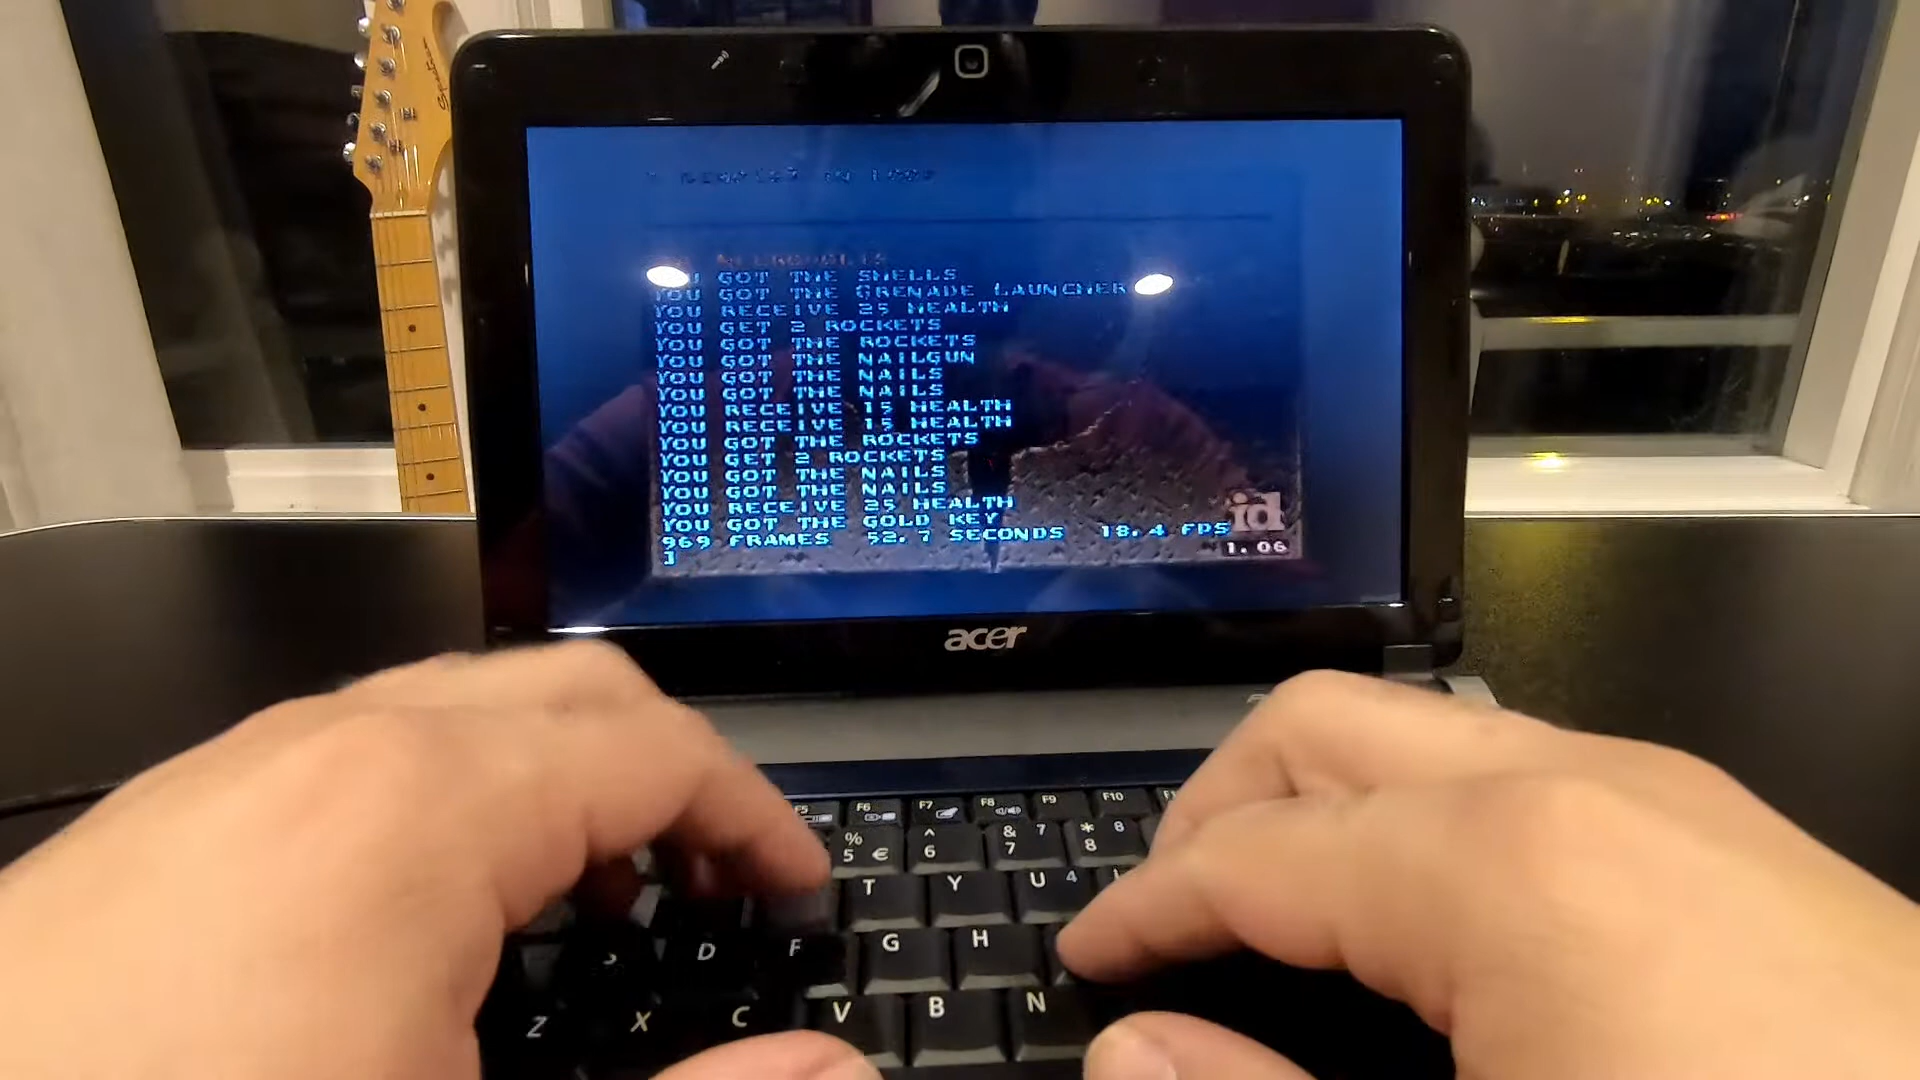 Squier
YOU GOT THE SHELLS
YOU GOT THE GRENADE LAUNCHER
YOU RECEIVE 25 HEALTH
YOU GET 2 ROCKETS
YOU GOT THE ROCKETS
YOU GOT THE NAILGUN
YOU GOT THE NAILS
YOU GOT THE NAILS
YOU RECEIVE 15 HEALTH
YOU RECEIVE 15 HEALTH
YOU GOT THE ROCKETS
YOU GET 2 ROCKETS
YOU GOT THE NAILS
YOU GOT THE NAILS
YOU RECEIVE 25 HEALTH
YOU GOT THE GOLD KEY
969 FRAMES 52.7 SECONDS 18.4 FPS
]
id
1.06
acer
F5 F6 F7 F8 F9 F10
% 5 € ^ 6 & 7 7 * 8 8
T Y U 4
S D F G H
Z X C V B N